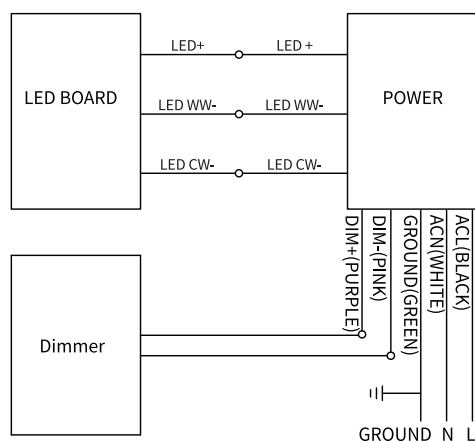 LED+ LED +
LED BOARD POWER
LED WW- LED WW-
LED CW- LED CW-
DIM+(PURPLE)
DIM-(PINK)
GROUND(GREEN)
ACN(WHITE)
ACL(BLACK)
Dimmer
GROUND N L